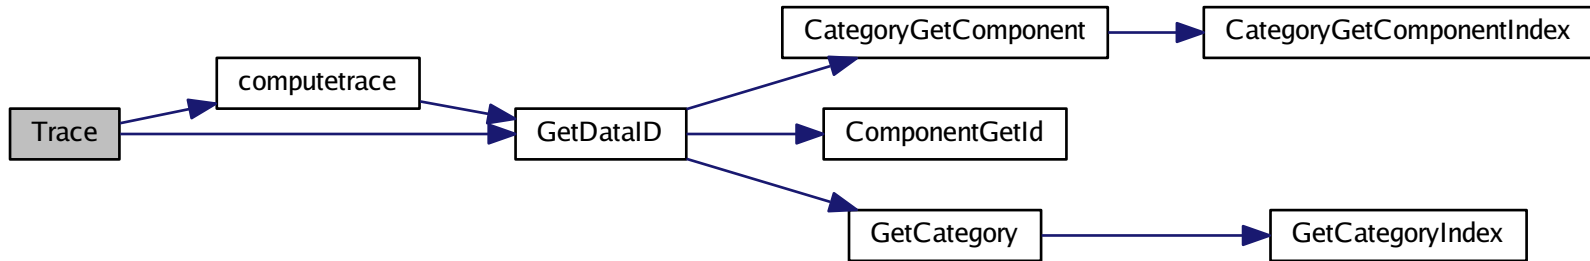 Trace
computetrace
GetDataID
CategoryGetComponent
CategoryGetComponentIndex
ComponentGetId
GetCategory
GetCategoryIndex